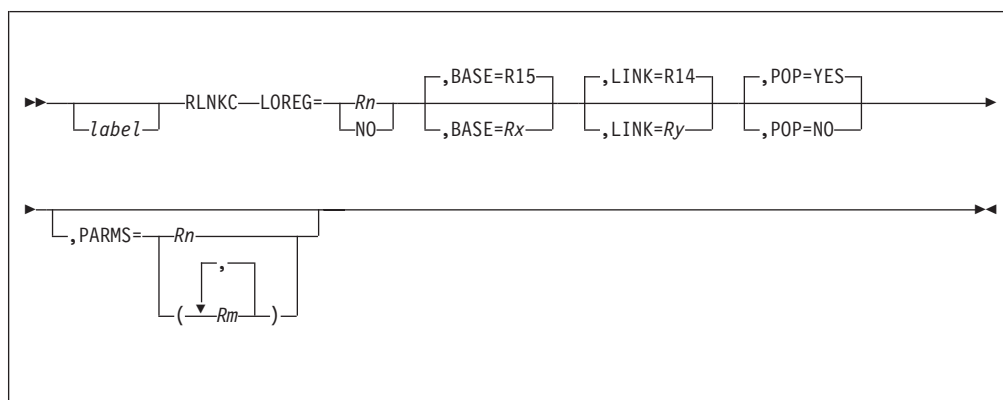 ,BASE=R15 ,LINK=R14 ,POP=YES
label RLNKC LOREG= Rn
NO ,BASE=Rx ,LINK=Ry ,POP=NO
,PARMS= Rn
,
( Rm )